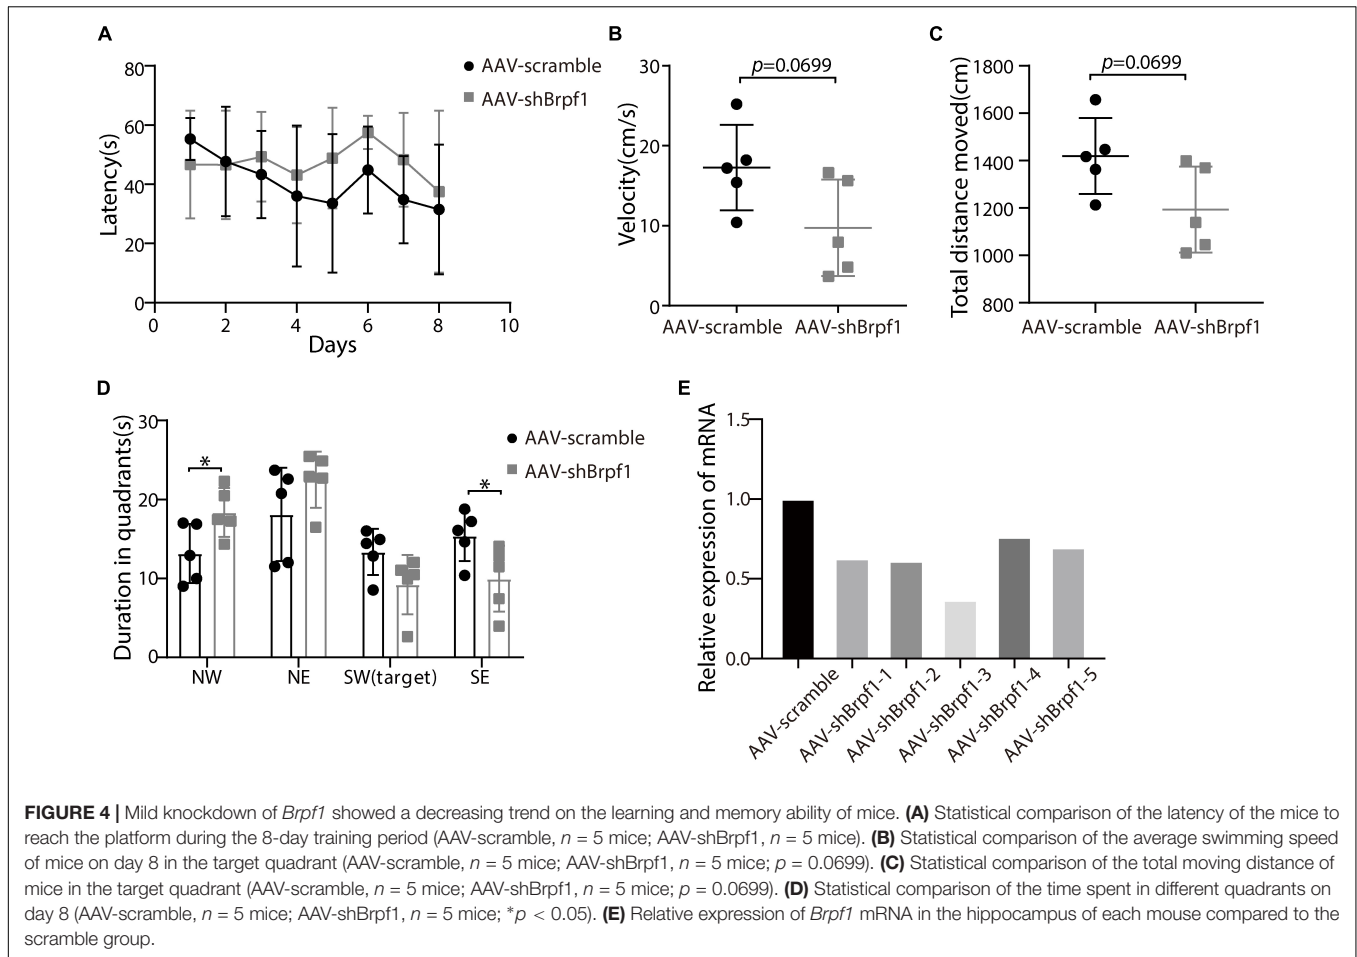 A
80
60
40
20
0
Latency(s)
0 2 4 6 8 10
Days
AAV-scramble
AAV-shBrpf1
B
30
20
10
0
Velocity(cm/s)
p=0.0699
AAV-scramble AAV-shBrpf1
C
1800
1600
1400
1200
1000
800
Total distance moved(cm)
p=0.0699
AAV-scramble AAV-shBrpf1
D
30
20
10
0
Duration in quadrants(s)
*
*
NW NE SW(target) SE
AAV-scramble
AAV-shBrpf1
E
1.5
1.0
0.5
0.0
Relative expression of mRNA
AAV-scramble
AAV-shBrpf1-1
AAV-shBrpf1-2
AAV-shBrpf1-3
AAV-shBrpf1-4
AAV-shBrpf1-5
FIGURE 4 | Mild knockdown of Brpf1 showed a decreasing trend on the learning and memory ability of mice. (A) Statistical comparison of the latency of the mice to
reach the platform during the 8-day training period (AAV-scramble, n = 5 mice; AAV-shBrpf1, n = 5 mice). (B) Statistical comparison of the average swimming speed
of mice on day 8 in the target quadrant (AAV-scramble, n = 5 mice; AAV-shBrpf1, n = 5 mice; p = 0.0699). (C) Statistical comparison of the total moving distance of
mice in the target quadrant (AAV-scramble, n = 5 mice; AAV-shBrpf1, n = 5 mice; p = 0.0699). (D) Statistical comparison of the time spent in different quadrants on
day 8 (AAV-scramble, n = 5 mice; AAV-shBrpf1, n = 5 mice; *p < 0.05). (E) Relative expression of Brpf1 mRNA in the hippocampus of each mouse compared to the
scramble group.